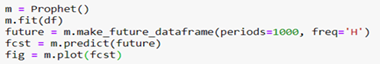 m = Prophet()
m.fit(df)
future = m.make_future_dataframe(periods=1000, freq='H')
fcst = m.predict(future)
fig = m.plot(fcst)